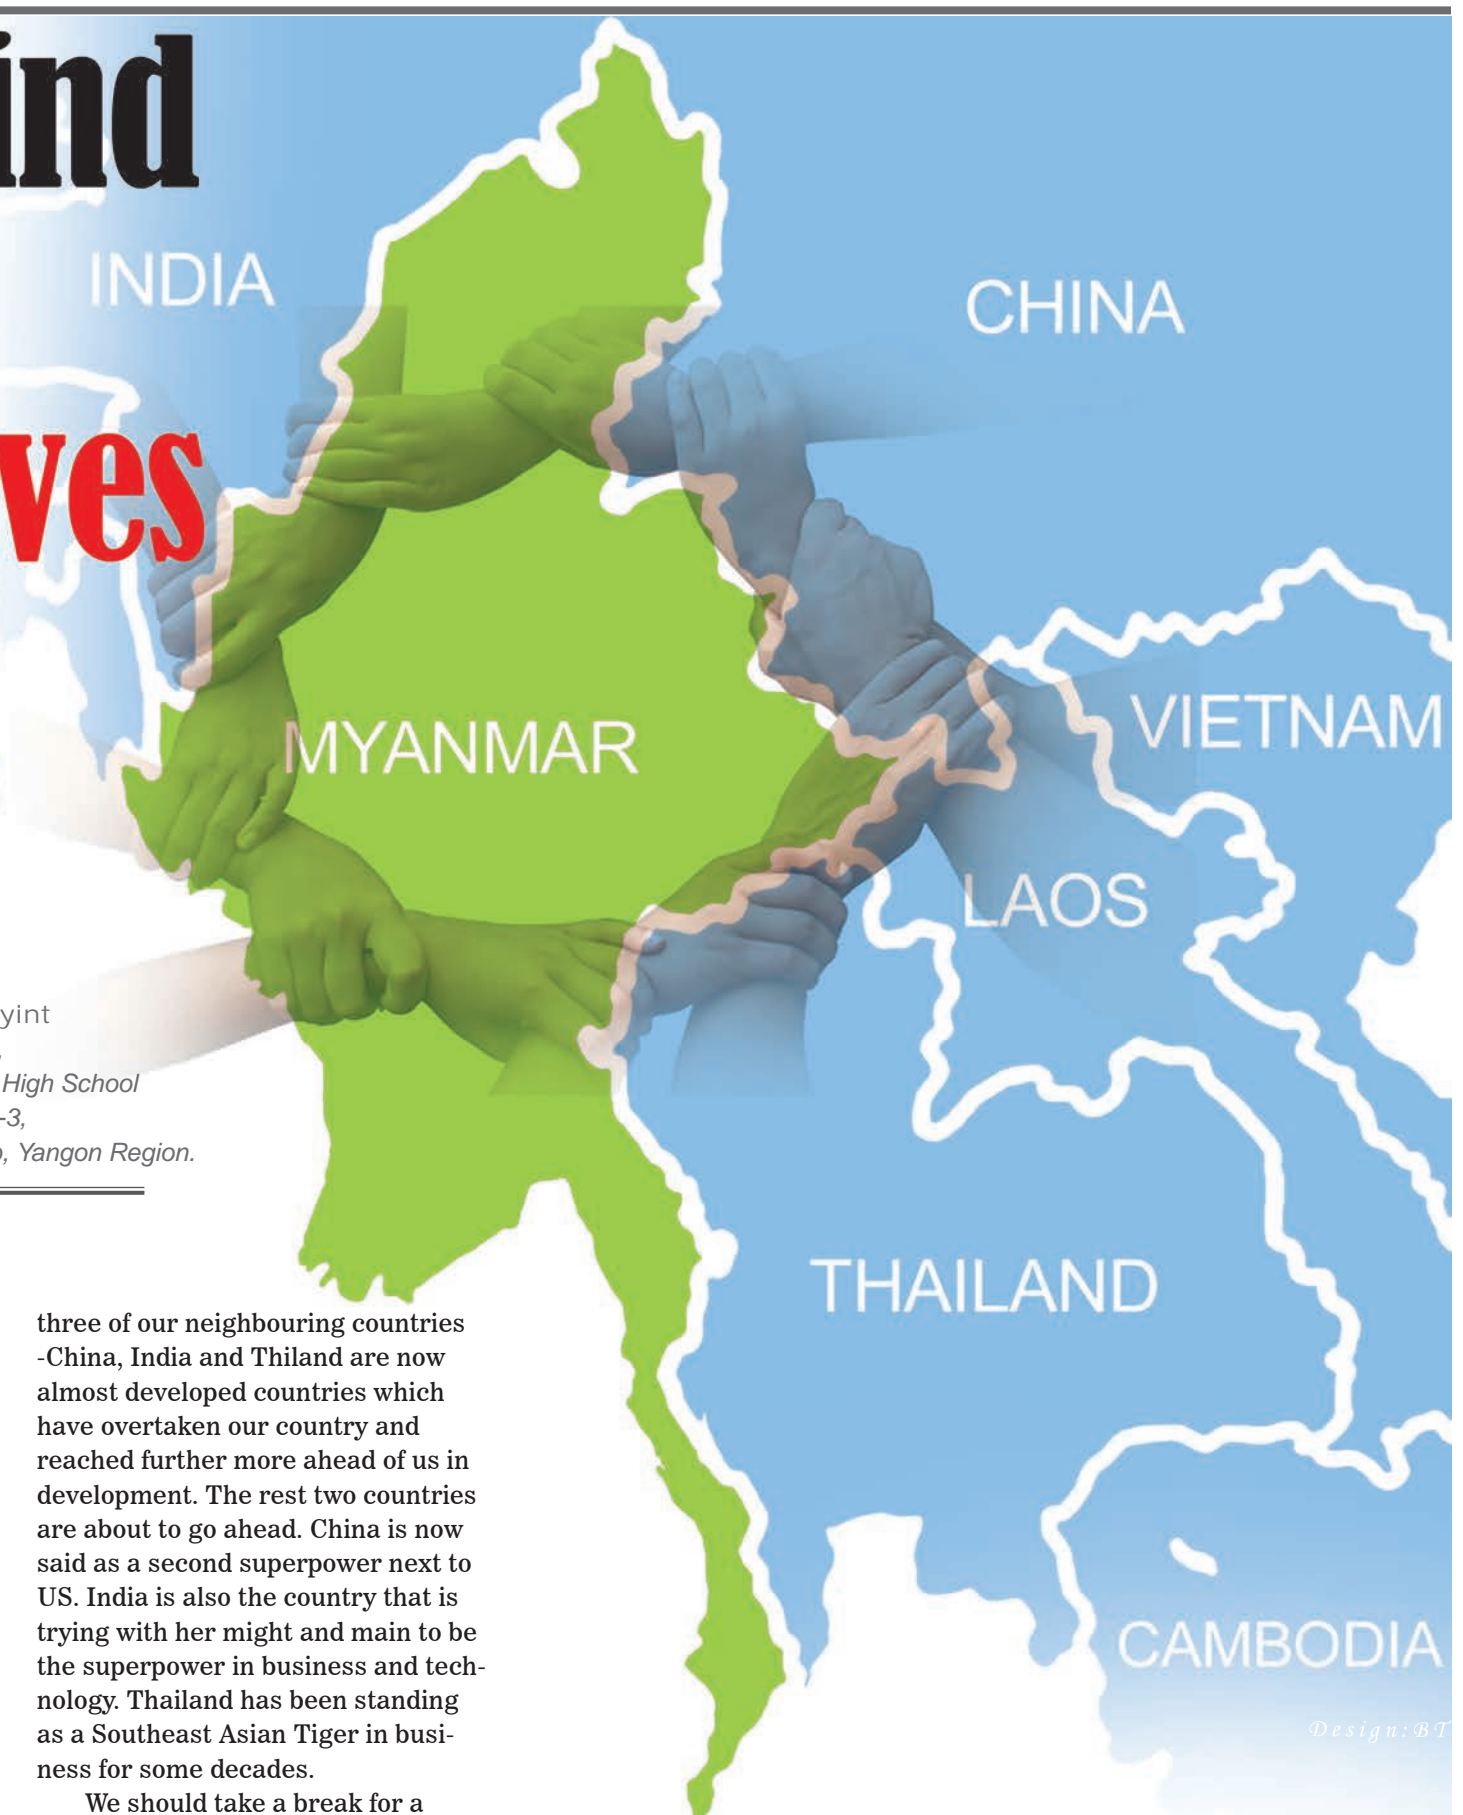 ind
ves
INDIA
CHINA
MYANMAR
VIETNAM
LAOS
THAILAND
CAMBODIA
yint
High School
-3,
, Yangon Region.
three of our neighbouring countries
-China, India and Thiland are now
almost developed countries which
have overtaken our country and
reached further more ahead of us in
development. The rest two countries
are about to go ahead. China is now
said as a second superpower next to
US. India is also the country that is
trying with her might and main to be
the superpower in business and tech-
nology. Thailand has been standing
as a Southeast Asian Tiger in busi-
ness for some decades.
We should take a break for a
Design:BT